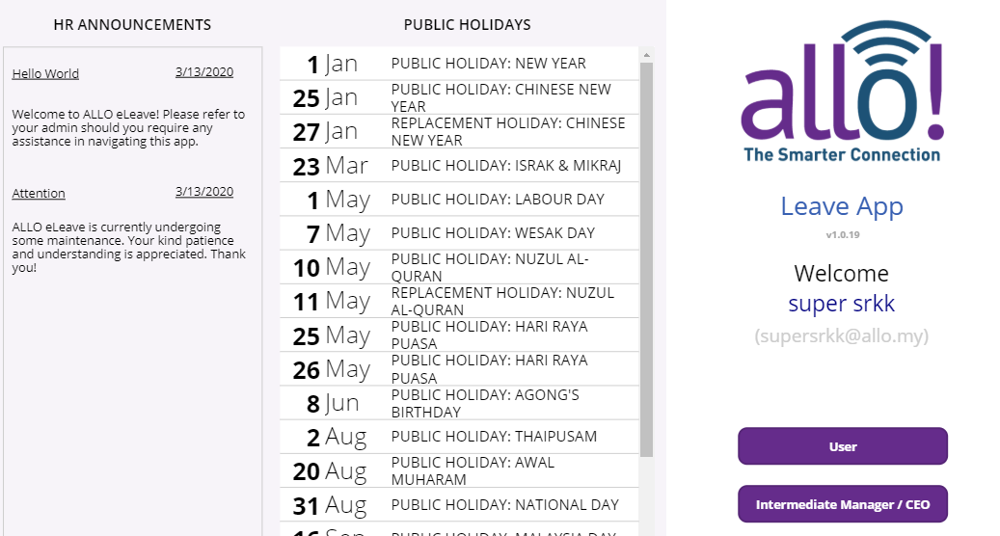 HR ANNOUNCEMENTS
Hello World 3/13/2020
Welcome to ALLO eLeave! Please refer to
your admin should you require any
assistance in navigating this app.
Attention 3/13/2020
ALLO eLeave is currently undergoing
some maintenance. Your kind patience
and understanding is appreciated. Thank
you!
PUBLIC HOLIDAYS
1 Jan PUBLIC HOLIDAY: NEW YEAR
25 Jan PUBLIC HOLIDAY: CHINESE NEW
YEAR
27 Jan REPLACEMENT HOLIDAY: CHINESE
NEW YEAR
23 Mar PUBLIC HOLIDAY: ISRAK & MIKRAJ
1 May PUBLIC HOLIDAY: LABOUR DAY
7 May PUBLIC HOLIDAY: WESAK DAY
10 May PUBLIC HOLIDAY: NUZUL AL-
QURAN
11 May REPLACEMENT HOLIDAY: NUZUL
AL-QURAN
25 May PUBLIC HOLIDAY: HARI RAYA
PUASA
26 May PUBLIC HOLIDAY: HARI RAYA
PUASA
8 Jun PUBLIC HOLIDAY: AGONG'S
BIRTHDAY
2 Aug PUBLIC HOLIDAY: THAIPUSAM
20 Aug PUBLIC HOLIDAY: AWAL
MUHARAM
31 Aug PUBLIC HOLIDAY: NATIONAL DAY
16 Sep PUBLIC HOLIDAY: MALAYSIA DAY
allo!
The Smarter Connection
Leave App
v1.0.19
Welcome
super srkk
(supersrkk@allo.my)
User
Intermediate Manager / CEO